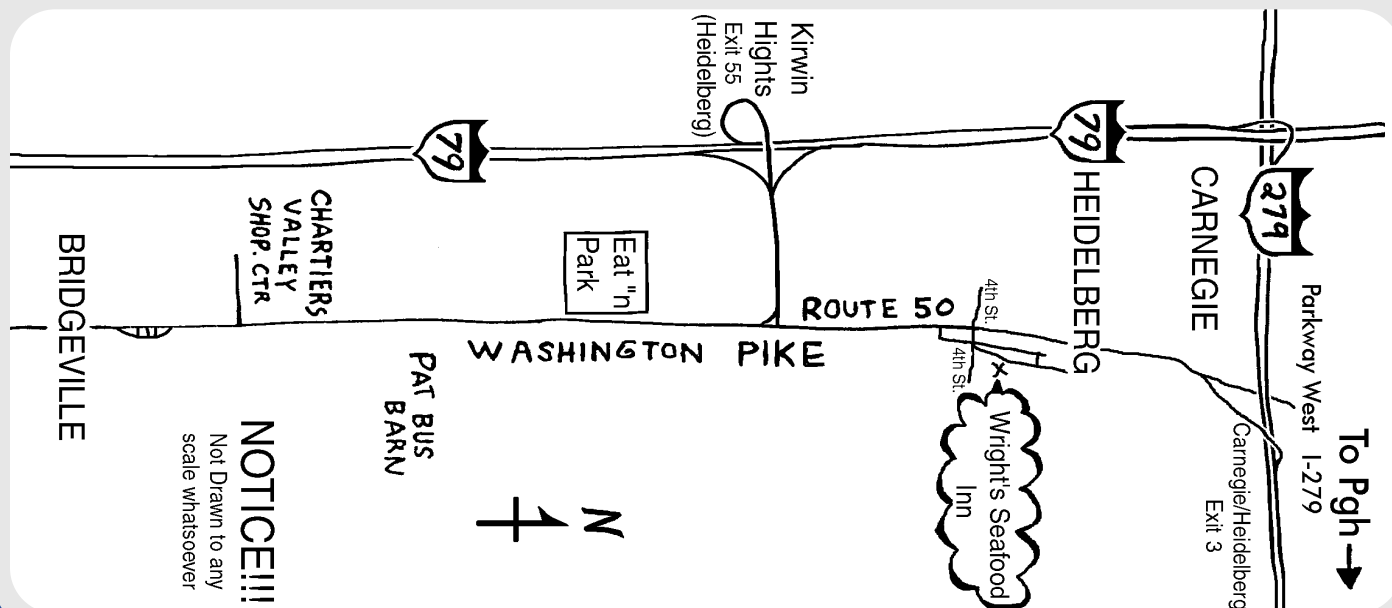 To Pgh
Parkway West I-279
279
Carnegie/Heidelberg
Exit 3
CARNEGIE
79
HEIDELBERG
4th St.
4th St.
X
Wright's Seafood
Inn
ROUTE 50
Kirwin
Hights
Exit 55
(Heidelberg)
WASHINGTON PIKE
Eat "n
Park
N
79
PAT BUS
BARN
CHARTIERS
VALLEY
SHOP. CTR
NOTICE!!!
Not Drawn to any
scale whatsoever
BRIDGEVILLE